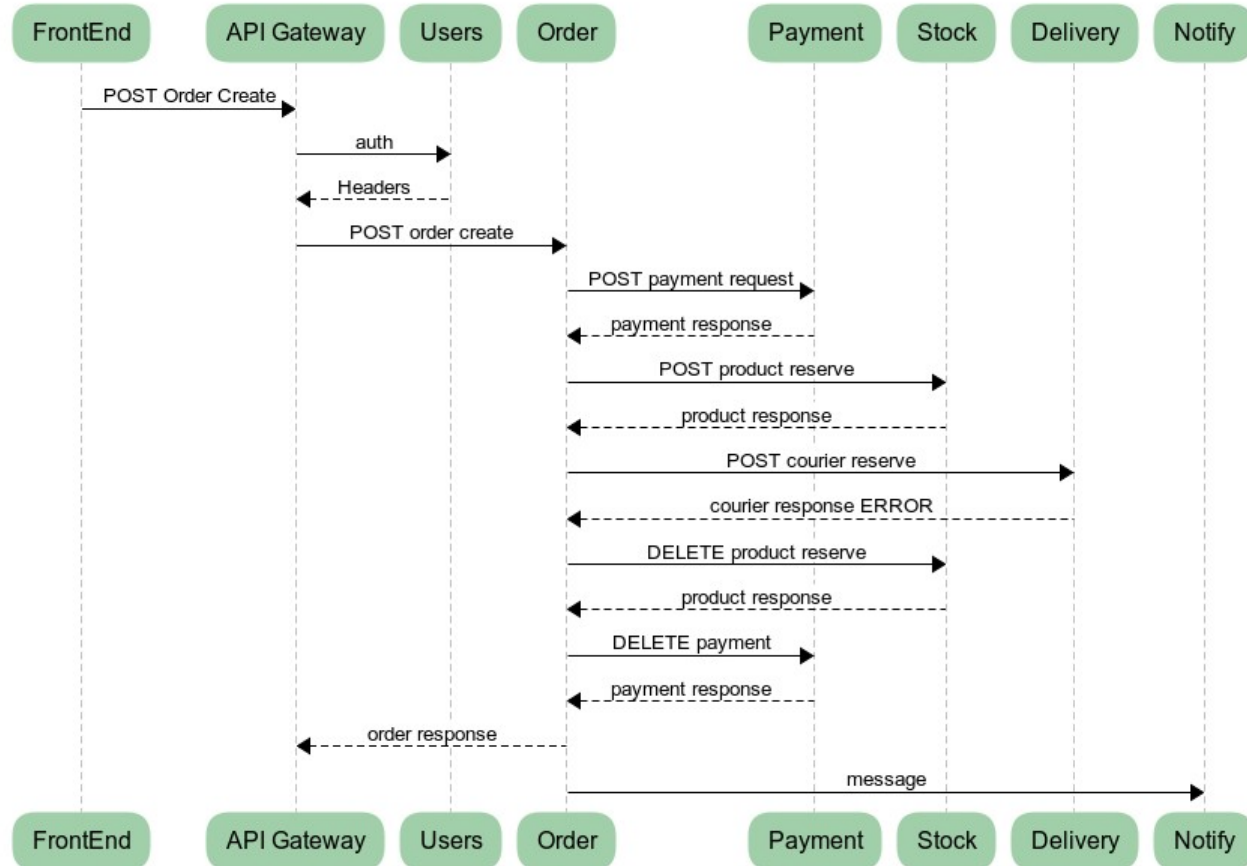 FrontEnd API Gateway Users Order Payment Stock Delivery Notify
POST Order Create
auth
Headers
POST order create
POST payment request
payment response
POST product reserve
product response
POST courier reserve
courier response ERROR
DELETE product reserve
product response
DELETE payment
payment response
order response
message
FrontEnd API Gateway Users Order Payment Stock Delivery Notify